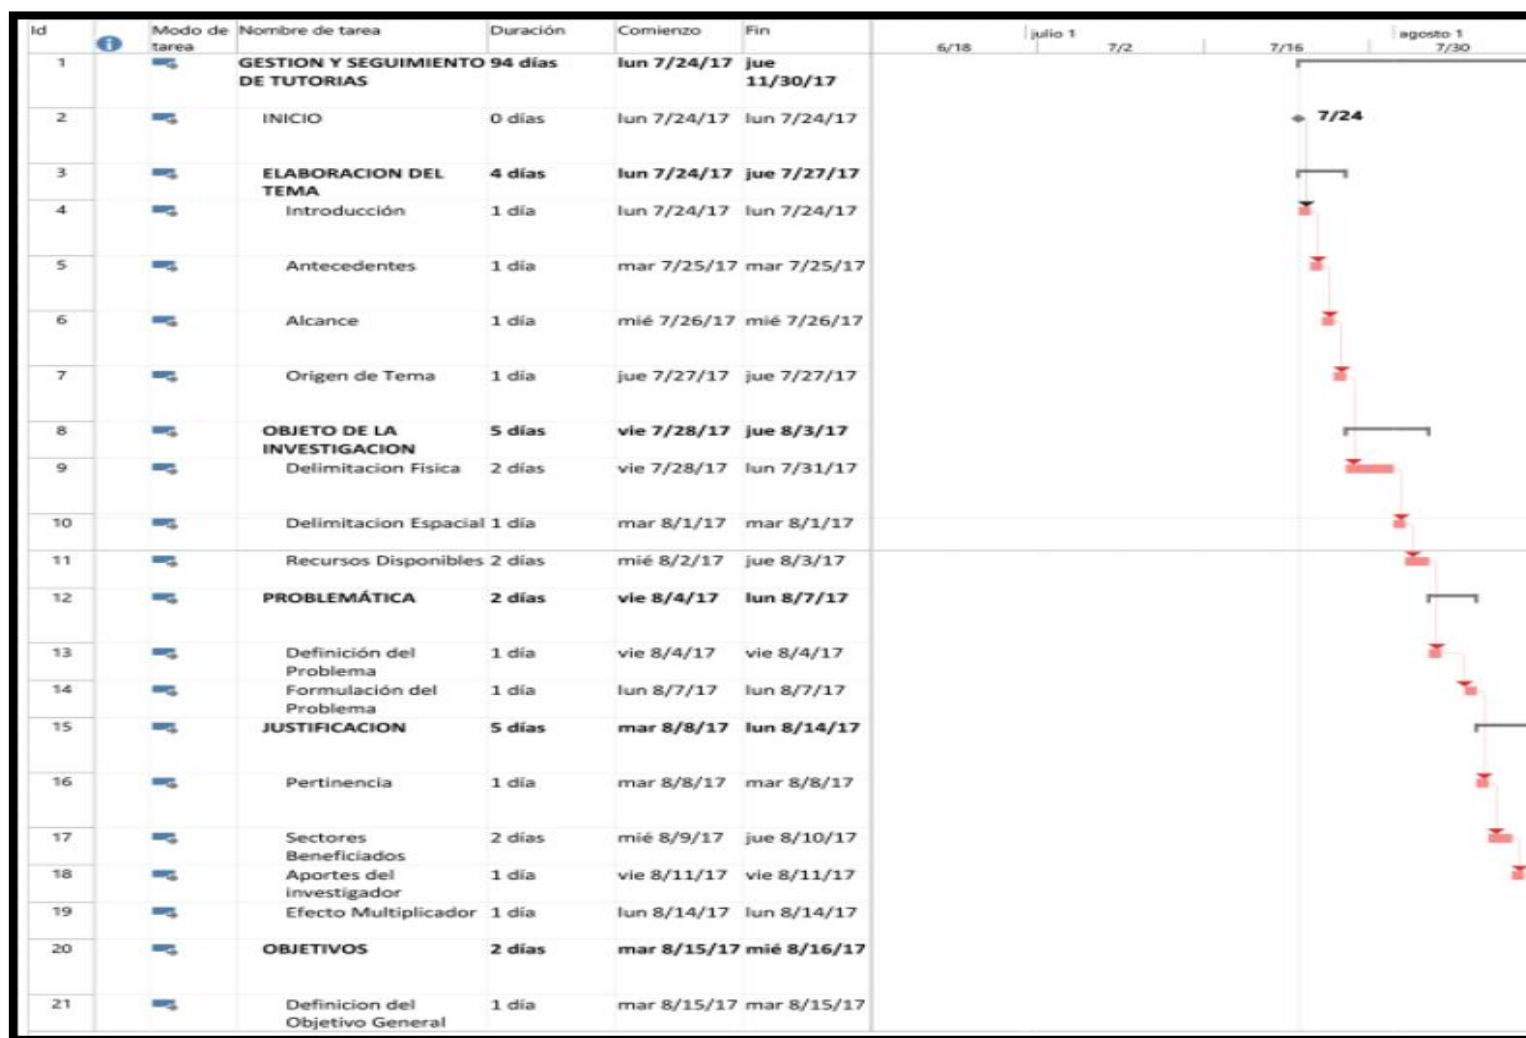 Id Modo de Nombre de tarea Duración Comienzo Fin julio 1 agosto 1
tarea 6/18 7/2 7/16 7/30
1 GESTION Y SEGUIMIENTO 94 días lun 7/24/17 jue
DE TUTORIAS 11/30/17
2 INICIO 0 días lun 7/24/17 lun 7/24/17 7/24
3 ELABORACION DEL 4 días lun 7/24/17 jue 7/27/17
TEMA
4 Introducción 1 día lun 7/24/17 lun 7/24/17
5 Antecedentes 1 día mar 7/25/17 mar 7/25/17
6 Alcance 1 día mié 7/26/17 mié 7/26/17
7 Origen de Tema 1 día jue 7/27/17 jue 7/27/17
8 OBJETO DE LA 5 días vie 7/28/17 jue 8/3/17
INVESTIGACION
9 Delimitacion Fisica 2 días vie 7/28/17 lun 7/31/17
10 Delimitacion Espacial 1 día mar 8/1/17 mar 8/1/17
11 Recursos Disponibles 2 días mié 8/2/17 jue 8/3/17
12 PROBLEMÁTICA 2 días vie 8/4/17 lun 8/7/17
13 Definición del 1 día vie 8/4/17 vie 8/4/17
Problema
14 Formulación del 1 día lun 8/7/17 lun 8/7/17
Problema
15 JUSTIFICACION 5 días mar 8/8/17 lun 8/14/17
16 Pertinencia 1 día mar 8/8/17 mar 8/8/17
17 Sectores 2 días mié 8/9/17 jue 8/10/17
Beneficiados
18 Aportes del 1 día vie 8/11/17 vie 8/11/17
investigador
19 Efecto Multiplicador 1 día lun 8/14/17 lun 8/14/17
20 OBJETIVOS 2 días mar 8/15/17 mié 8/16/17
21 Definicion del 1 día mar 8/15/17 mar 8/15/17
Objetivo General